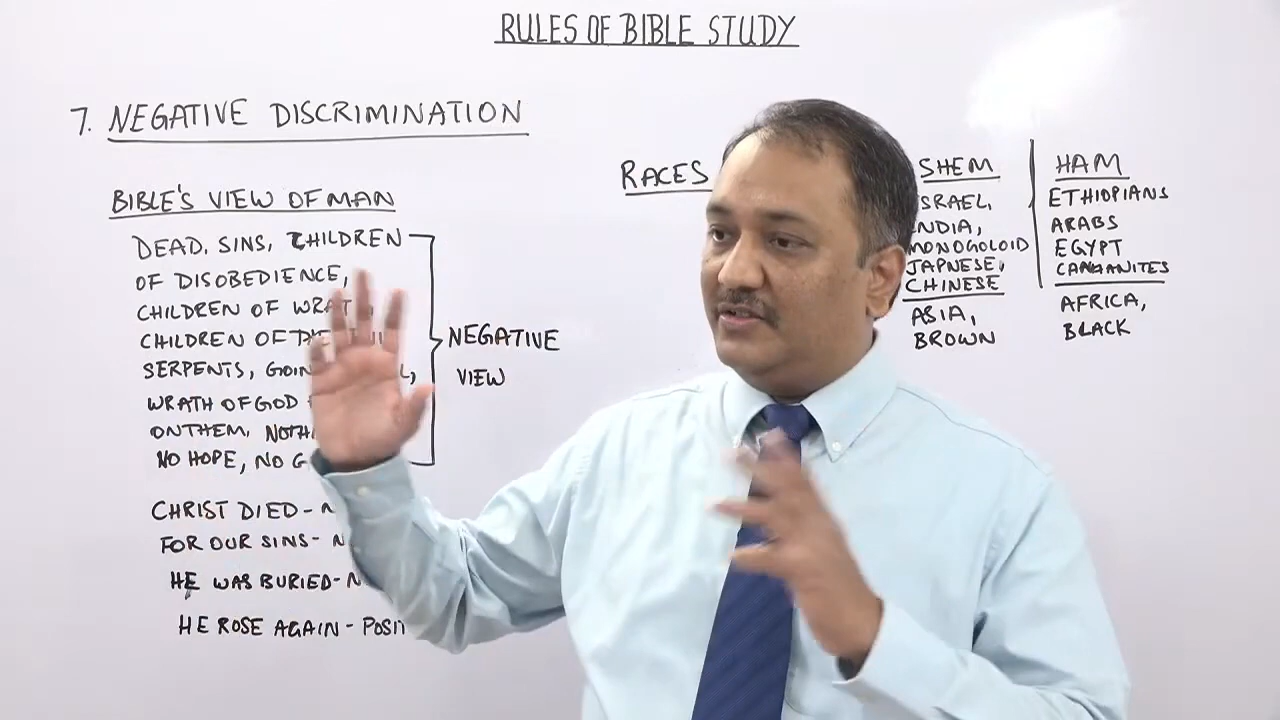 RULES OF BIBLE STUDY
7. NEGATIVE DISCRIMINATION
BIBLE'S VIEW OF MAN
DEAD, SINS, CHILDREN
OF DISOBEDIENCE,
CHILDREN OF
CHILDREN OF
SERPENTS,
WRATH OF GOD
ON THEM,
NO HOPE, NO
NEGATIVE
VIEW
CHRIST DIED -
FOR OUR SINS -
HE WAS BURIED -
HE ROSE AGAIN -
RACES
SHEM
MONOGOLOID
JAPNESE,
CHINESE
ASIA,
BROWN
HAM
ETHIOPIANS
ARABS
EGYPT
CANAANITES
AFRICA,
BLACK